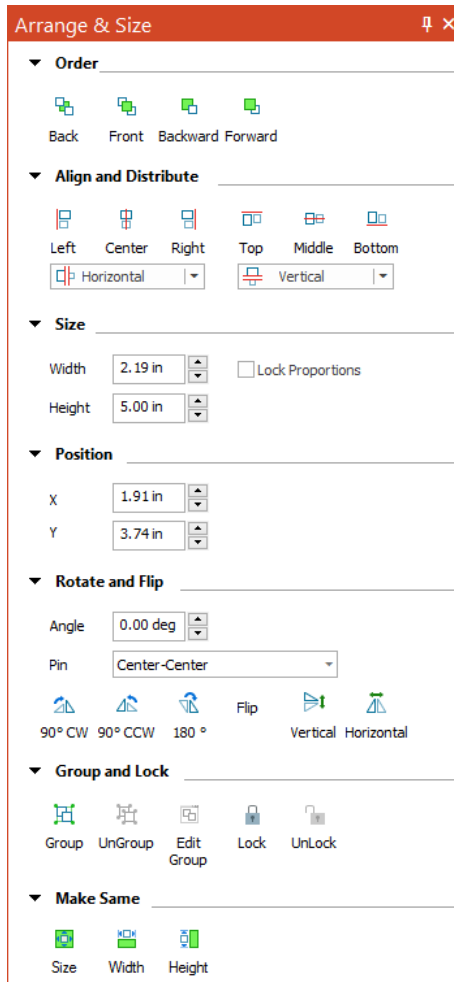 Arrange & Size
Order
Back Front Backward Forward
Align and Distribute
Left Center Right Top Middle Bottom
Horizontal Vertical
Size
Width 2.19 in Lock Proportions
Height 5.00 in
Position
X 1.91 in
Y 3.74 in
Rotate and Flip
Angle 0.00 deg
Pin Center-Center
90° CW 90° CCW 180 ° Flip Vertical Horizontal
Group and Lock
Group UnGroup Edit Group Lock UnLock
Make Same
Size Width Height